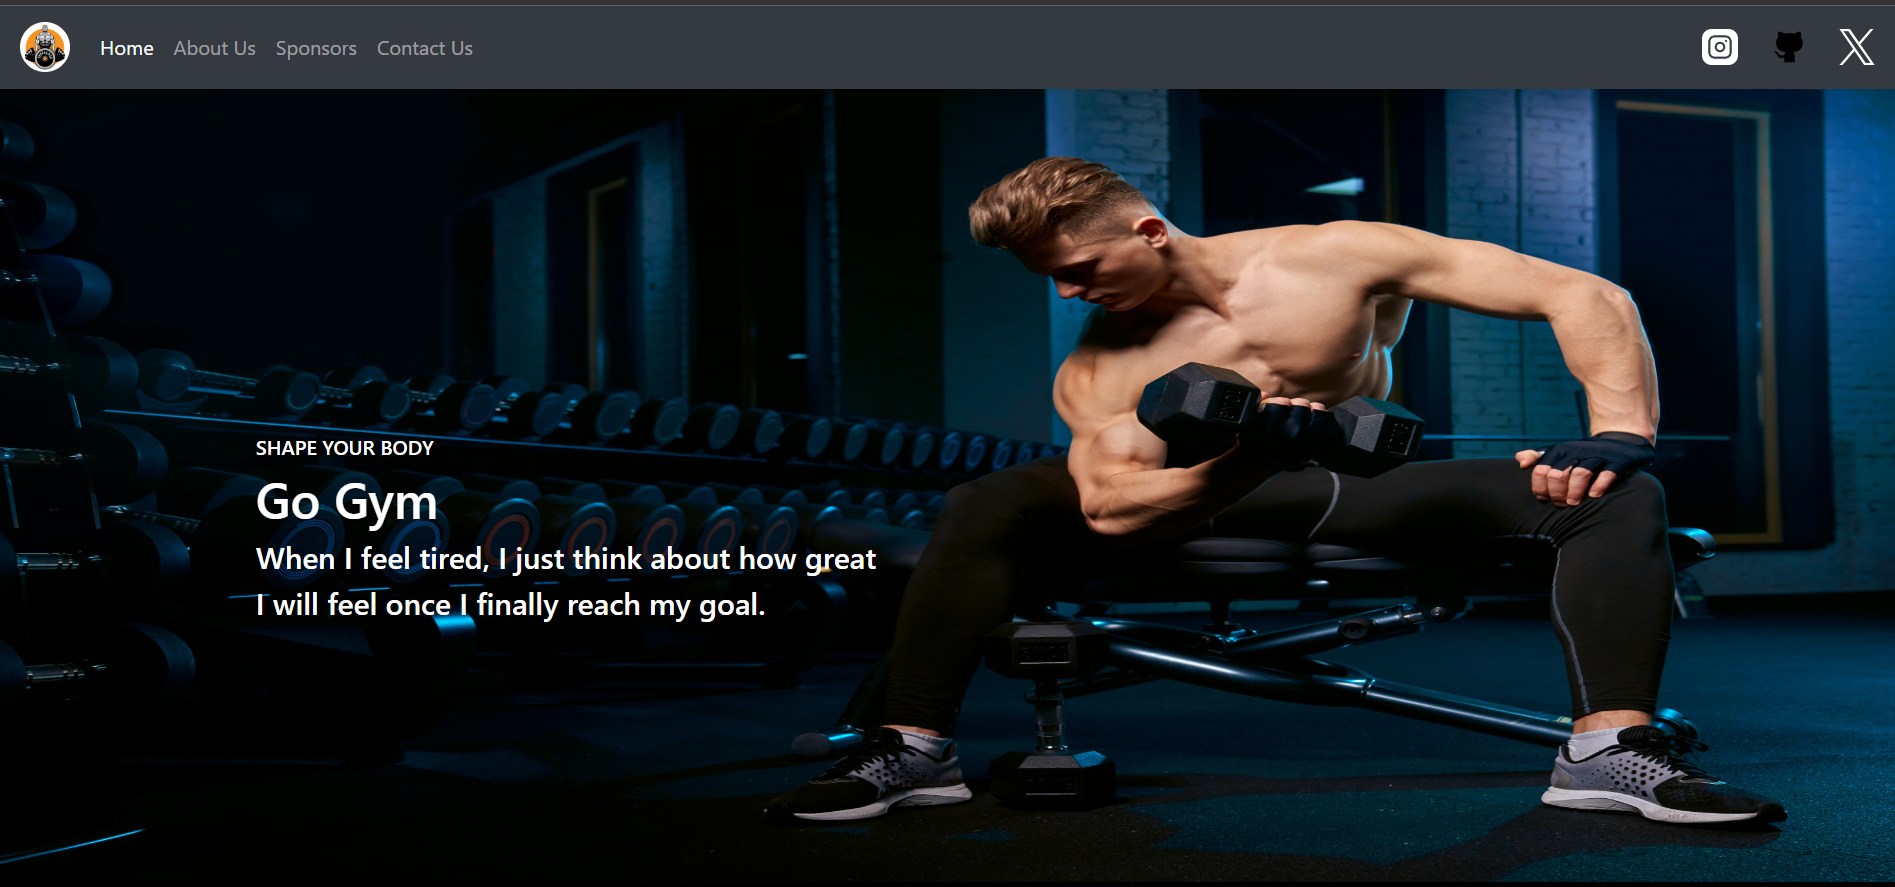 Home About Us Sponsors Contact Us
SHAPE YOUR BODY
Go Gym
When I feel tired, I just think about how great
I will feel once I finally reach my goal.